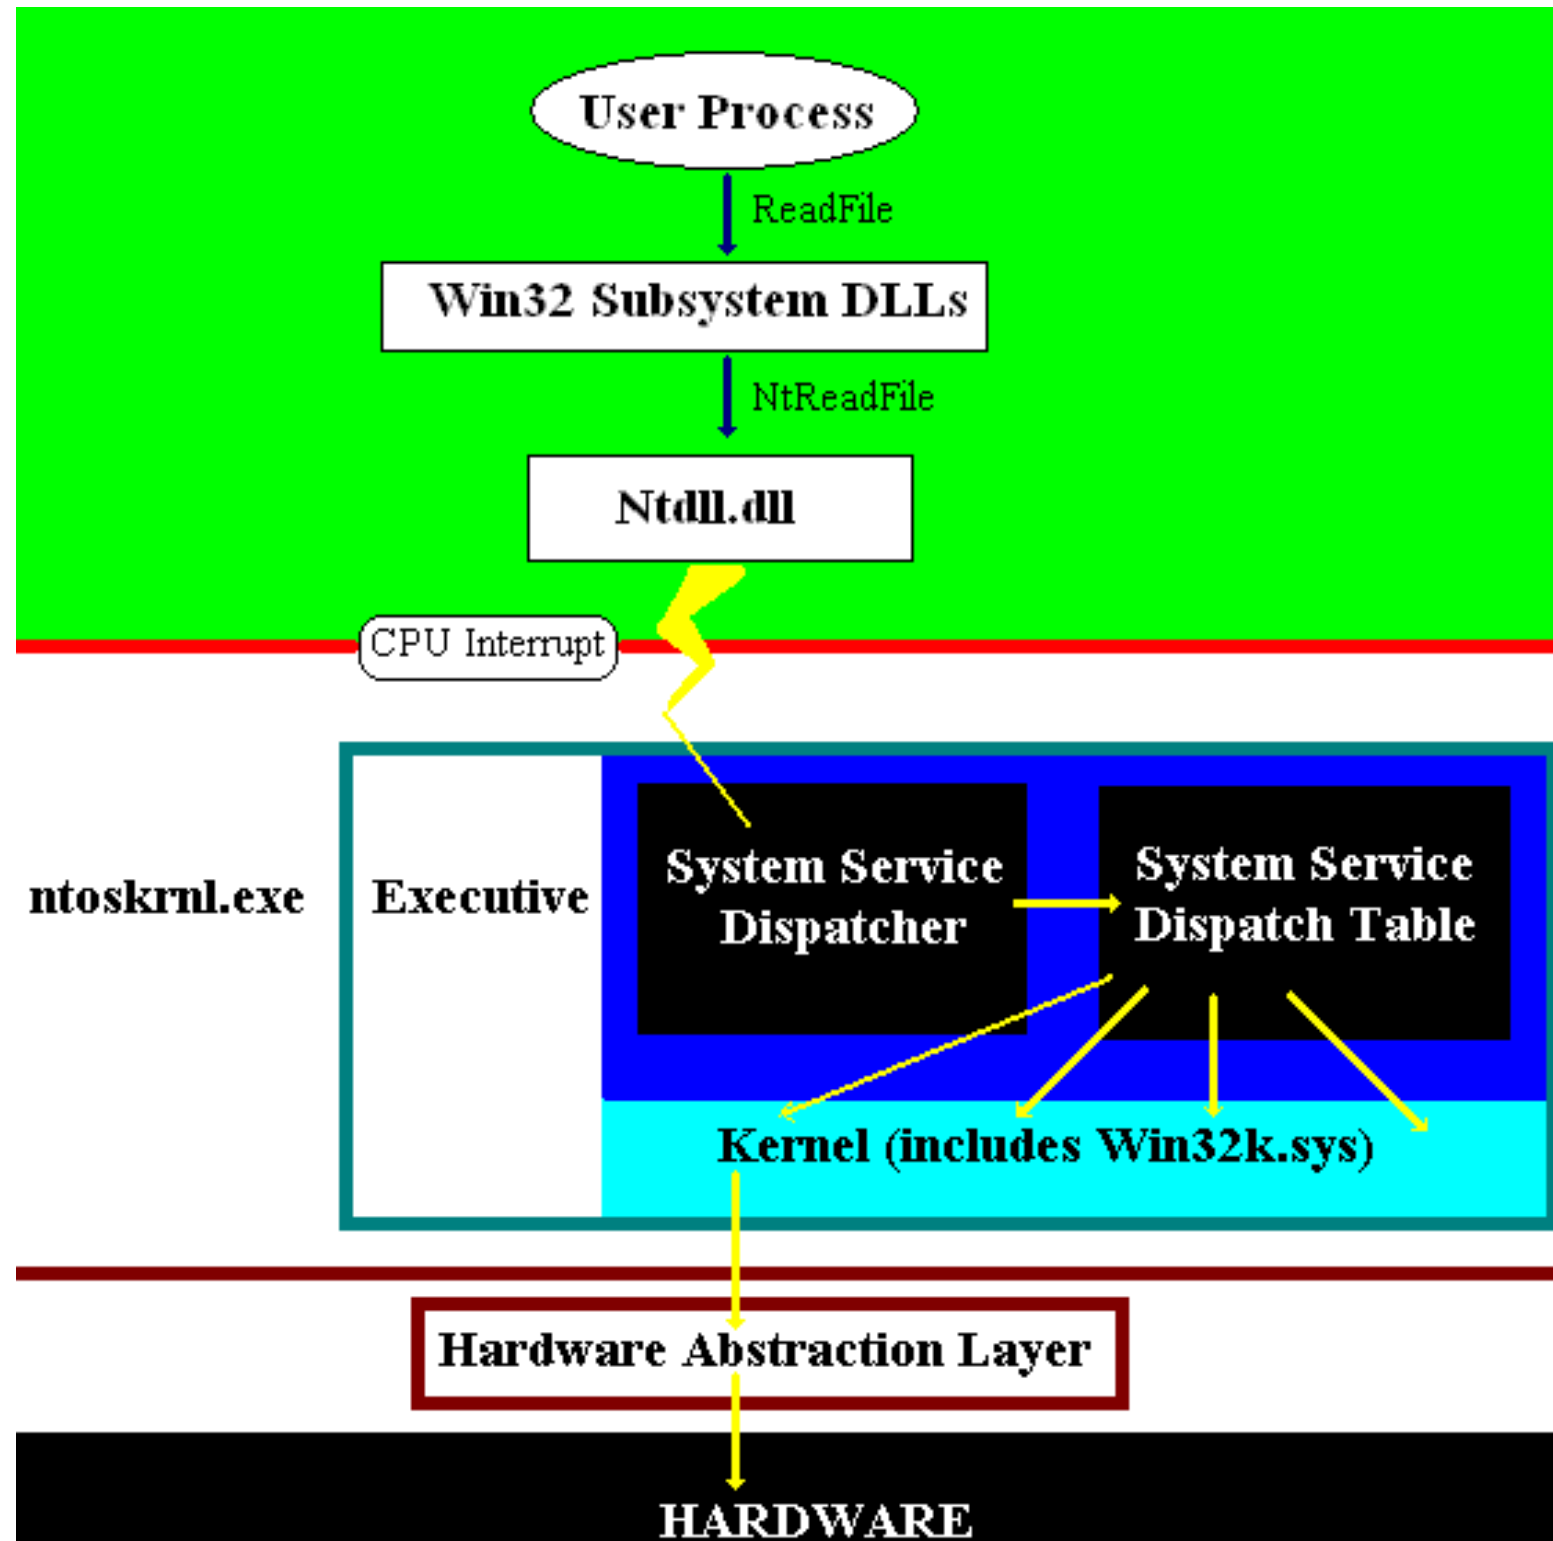 User Process
ReadFile
Win32 Subsystem DLLs
NtReadFile
Ntdll.dll
CPU Interrupt
ntoskrnl.exe
Executive
System Service
Dispatcher
System Service
Dispatch Table
Kernel (includes Win32k.sys)
Hardware Abstraction Layer
HARDWARE